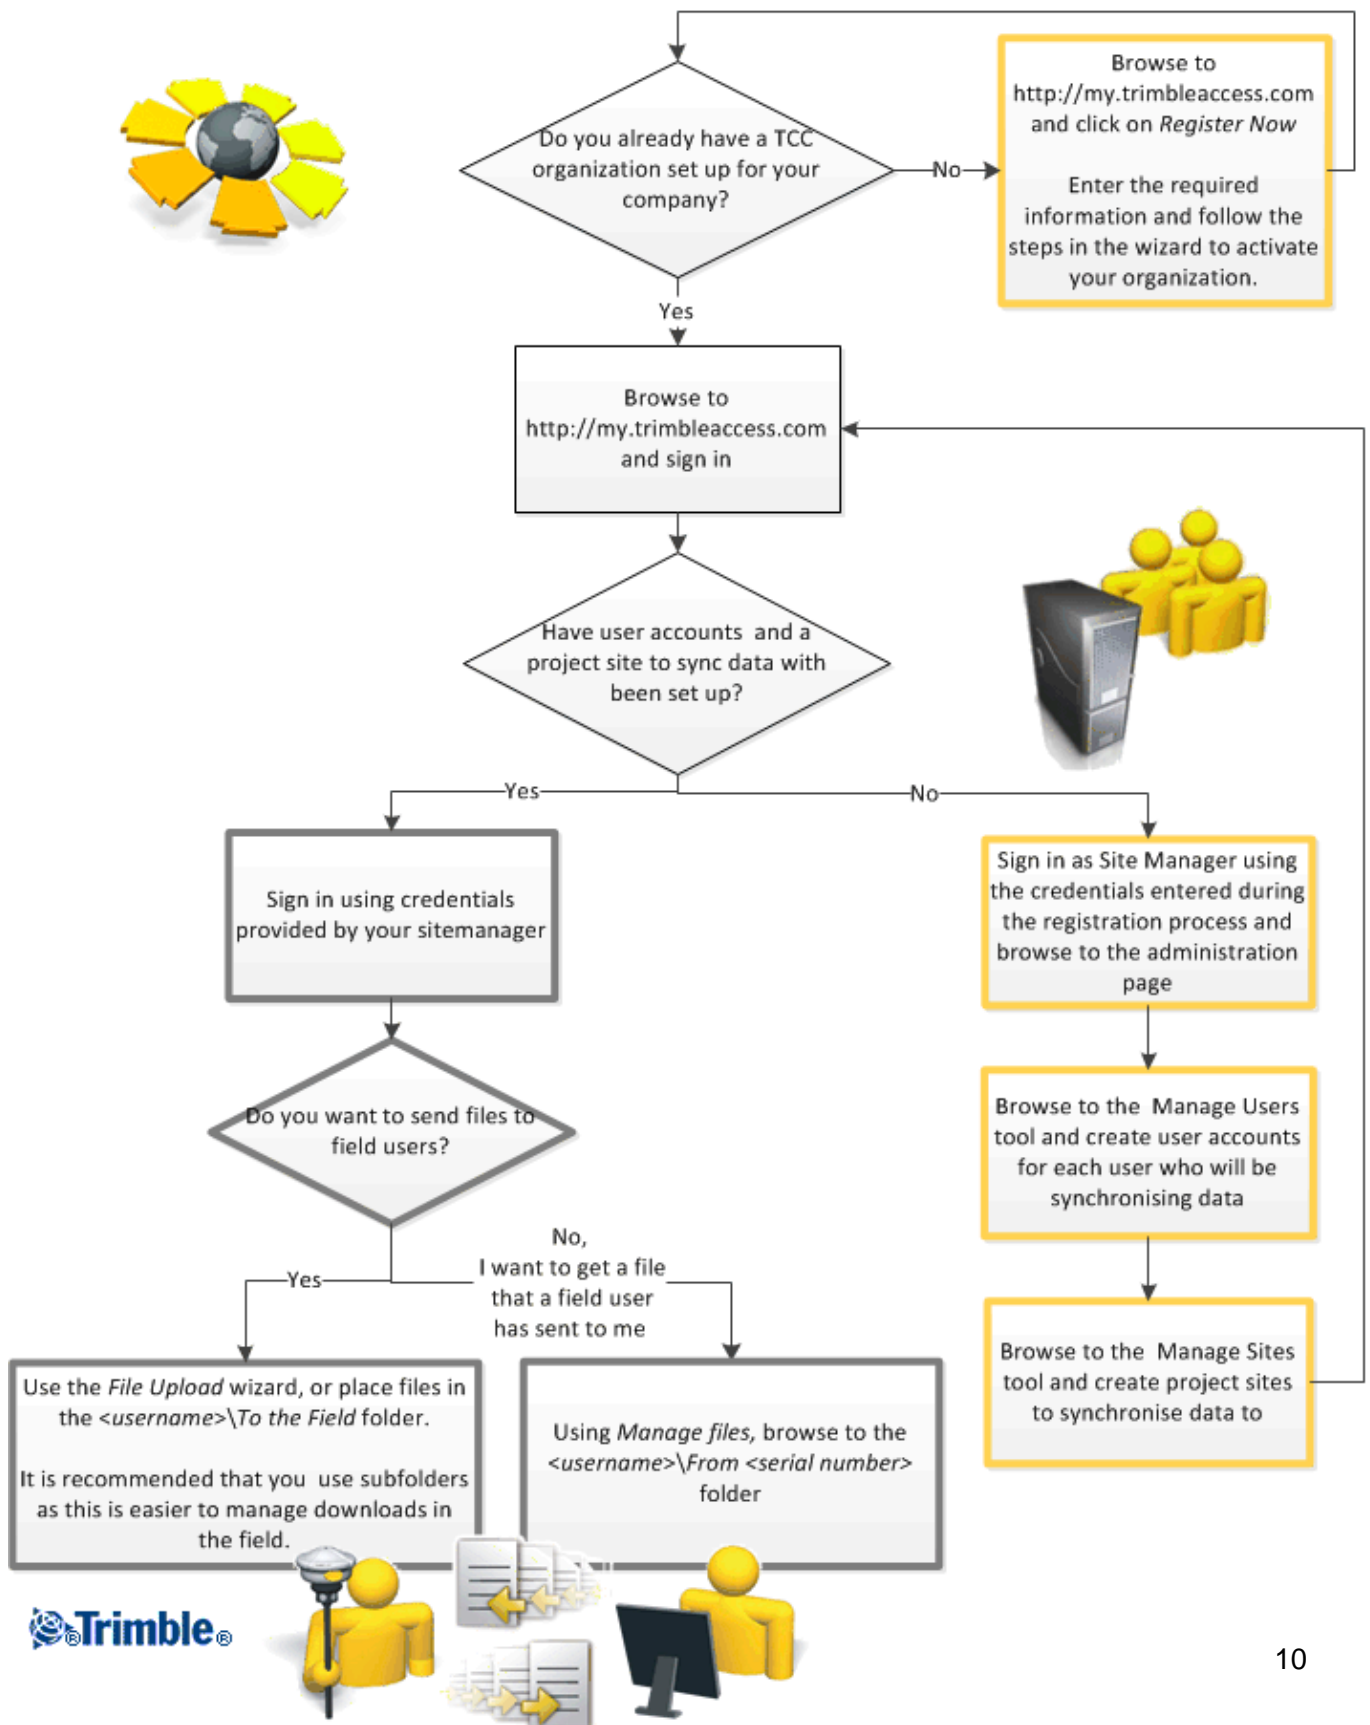 Do you already have a TCC
organization set up for your
company?
No
Browse to
http://my.trimbleaccess.com
and click on Register Now
Enter the required
information and follow the
steps in the wizard to activate
your organization.
Yes
Browse to
http://my.trimbleaccess.com
and sign in
Have user accounts and a
project site to sync data with
been set up?
Yes
No
Sign in using credentials
provided by your sitemanager
Sign in as Site Manager using
the credentials entered during
the registration process and
browse to the administration
page
Do you want to send files to
field users?
Browse to the Manage Users
tool and create user accounts
for each user who will be
synchronising data
Yes
No,
I want to get a file
that a field user
has sent to me
Browse to the Manage Sites
tool and create project sites
to synchronise data to
Use the File Upload wizard, or place files in
the <username>\To the Field folder.
It is recommended that you use subfolders
as this is easier to manage downloads in
the field.
Using Manage files, browse to the
<username>\From <serial number>
folder
®Trimble®
10